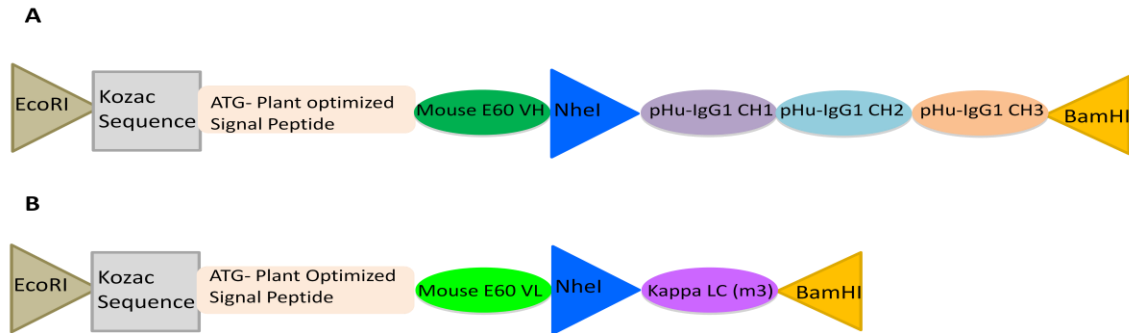 A
EcoRI
Kozac
Sequence
ATG- Plant optimized
Signal Peptide
Mouse E60 VH
NheI
pHu-IgG1 CH1
pHu-IgG1 CH2
pHu-IgG1 CH3
BamHI
B
EcoRI
Kozac
Sequence
ATG- Plant Optimized
Signal Peptide
Mouse E60 VL
NheI
Kappa LC (m3)
BamHI